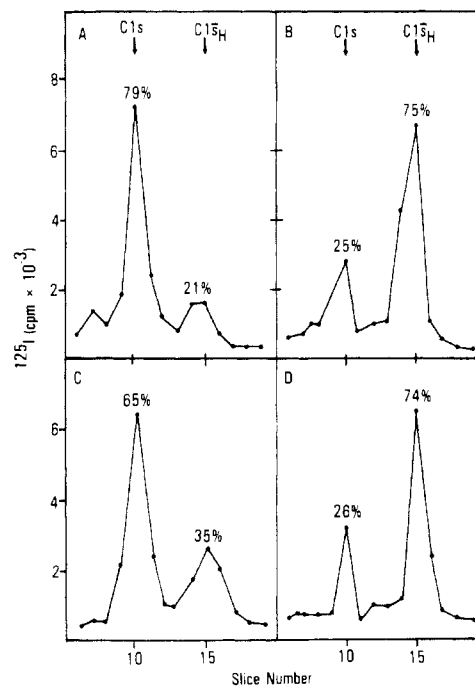 A
C1s
C1s̄H
B
C1s
C1s̄H
8
6
4
2
79%
21%
25%
75%
125I (cpm × 10-3)
C
65%
35%
D
26%
74%
6
4
2
10
15
10
15
Slice Number